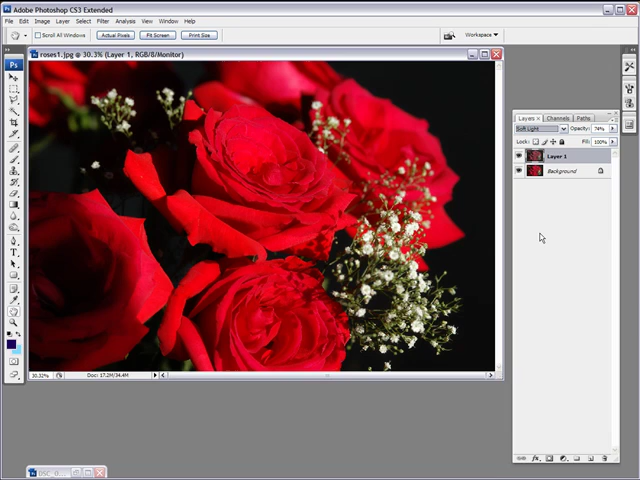 Adobe Photoshop CS3 Extended
File Edit Image Layer Select Filter Analysis View Window Help
Scroll All Windows Actual Pixels Fit Screen Print Size Workspace
roses1.jpg @ 30.3% (Layer 1, RGB/8/Monitor)
Ps
Layers Channels Paths
Soft Light Opacity: 74%
Lock: Fill: 100%
Layer 1
Background
T
30.32% Doc: 17.2M/34.4M
fx